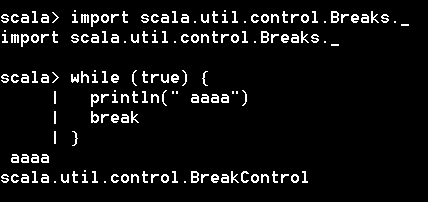 scala> import scala.util.control.Breaks._
import scala.util.control.Breaks._
scala> while (true) {
     |   println(" aaaa")
     |   break
     | }
 aaaa
scala.util.control.BreakControl